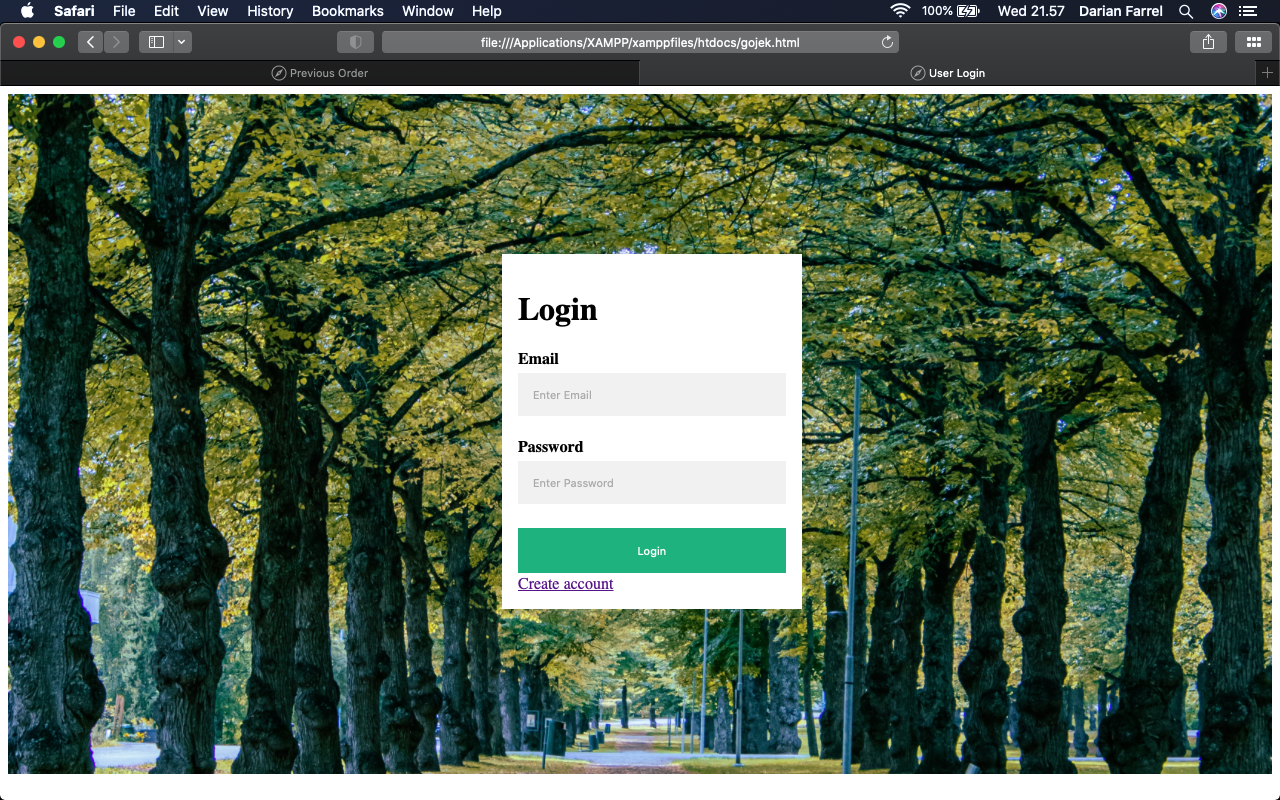 Safari File Edit View History Bookmarks Window Help 100% Wed 21.57 Darian Farrel
file:///Applications/XAMPP/xamppfiles/htdocs/gojek.html
Previous Order User Login
Login
Email
Enter Email
Password
Enter Password
Login
Create account